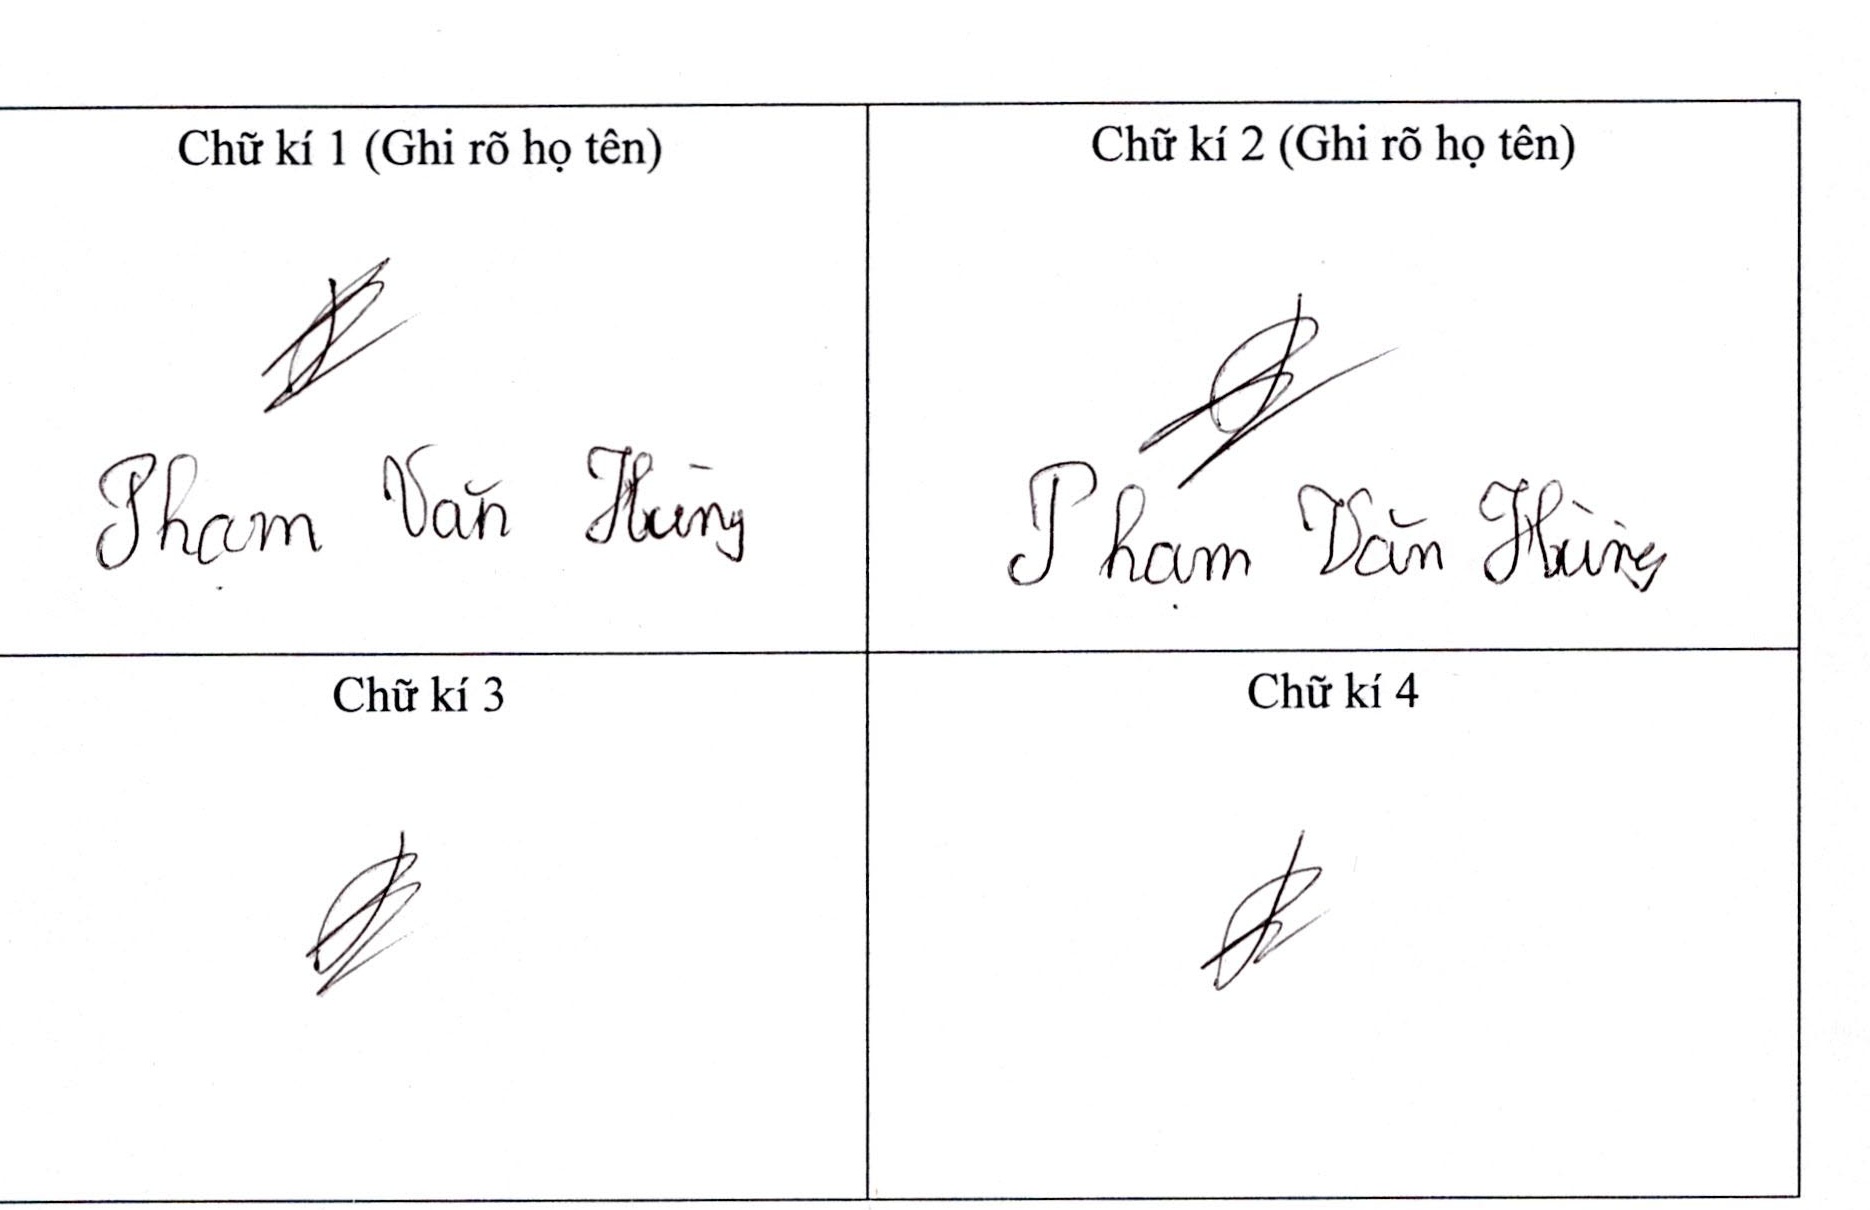 Chữ kí 1 (Ghi rõ họ tên)
Phạm Văn Hùng
Chữ kí 2 (Ghi rõ họ tên)
Phạm Văn Hùng
Chữ kí 3
Chữ kí 4